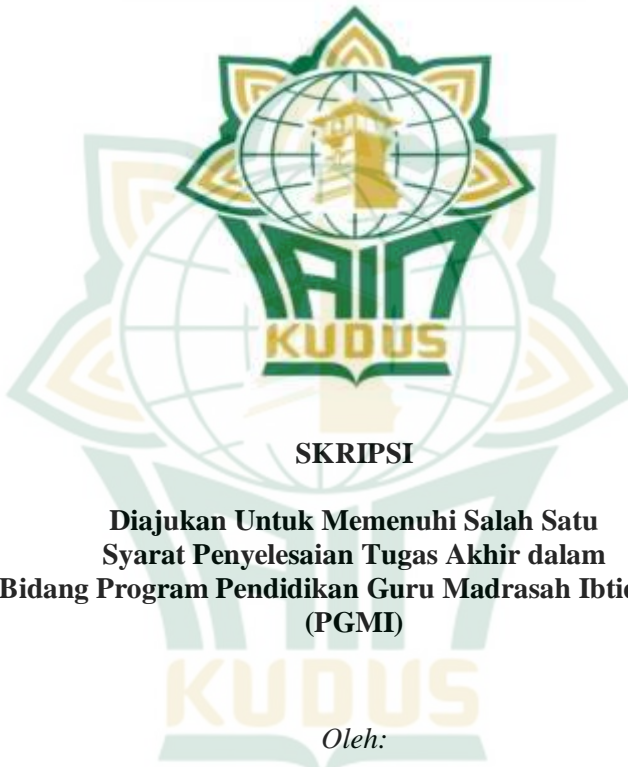 IAIN
KUDUS
SKRIPSI
Diajukan Untuk Memenuhi Salah Satu
Syarat Penyelesaian Tugas Akhir dalam
Bidang Program Pendidikan Guru Madrasah
(PGMI)
KUDUS
Oleh: